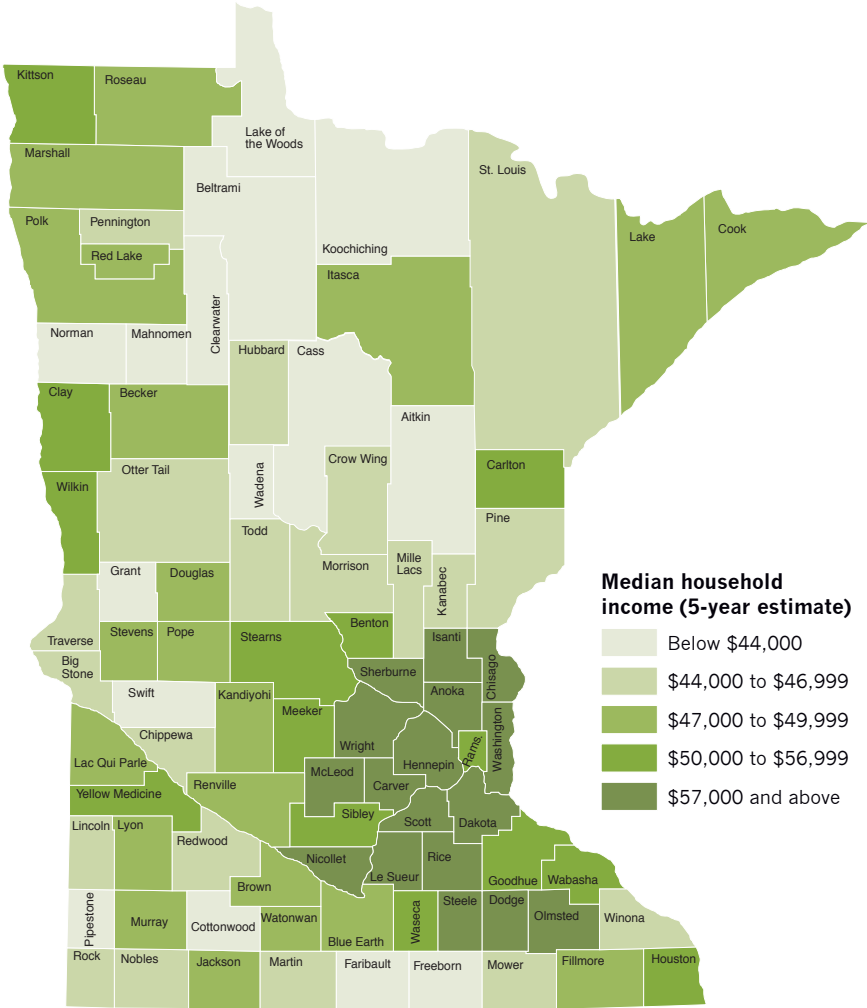 Kittson
Roseau
Lake of
the Woods
Marshall
St. Louis
Beltrami
Polk
Pennington
Lake
Cook
Red Lake
Koochiching
Itasca
Clearwater
Norman
Mahnomen
Hubbard
Cass
Clay
Becker
Aitkin
Otter Tail
Crow Wing
Carlton
Wilkin
Wadena
Pine
Todd
Morrison
Mille
Lacs
Kanabec
Grant
Douglas
Median household
income (5-year estimate)
Below $44,000
$44,000 to $46,999
$47,000 to $49,999
$50,000 to $56,999
$57,000 and above
Traverse
Stevens
Pope
Stearns
Benton
Isanti
Chisago
Big
Stone
Sherburne
Swift
Kandiyohi
Anoka
Meeker
Washington
Chippewa
Wright
Rams.
Lac Qui Parle
McLeod
Hennepin
Carver
Renville
Yellow Medicine
Sibley
Scott
Dakota
Lincoln
Lyon
Redwood
Nicollet
Le Sueur
Rice
Goodhue
Wabasha
Brown
Pipestone
Murray
Cottonwood
Watonwan
Blue Earth
Waseca
Steele
Dodge
Olmsted
Winona
Rock
Nobles
Jackson
Martin
Faribault
Freeborn
Mower
Fillmore
Houston